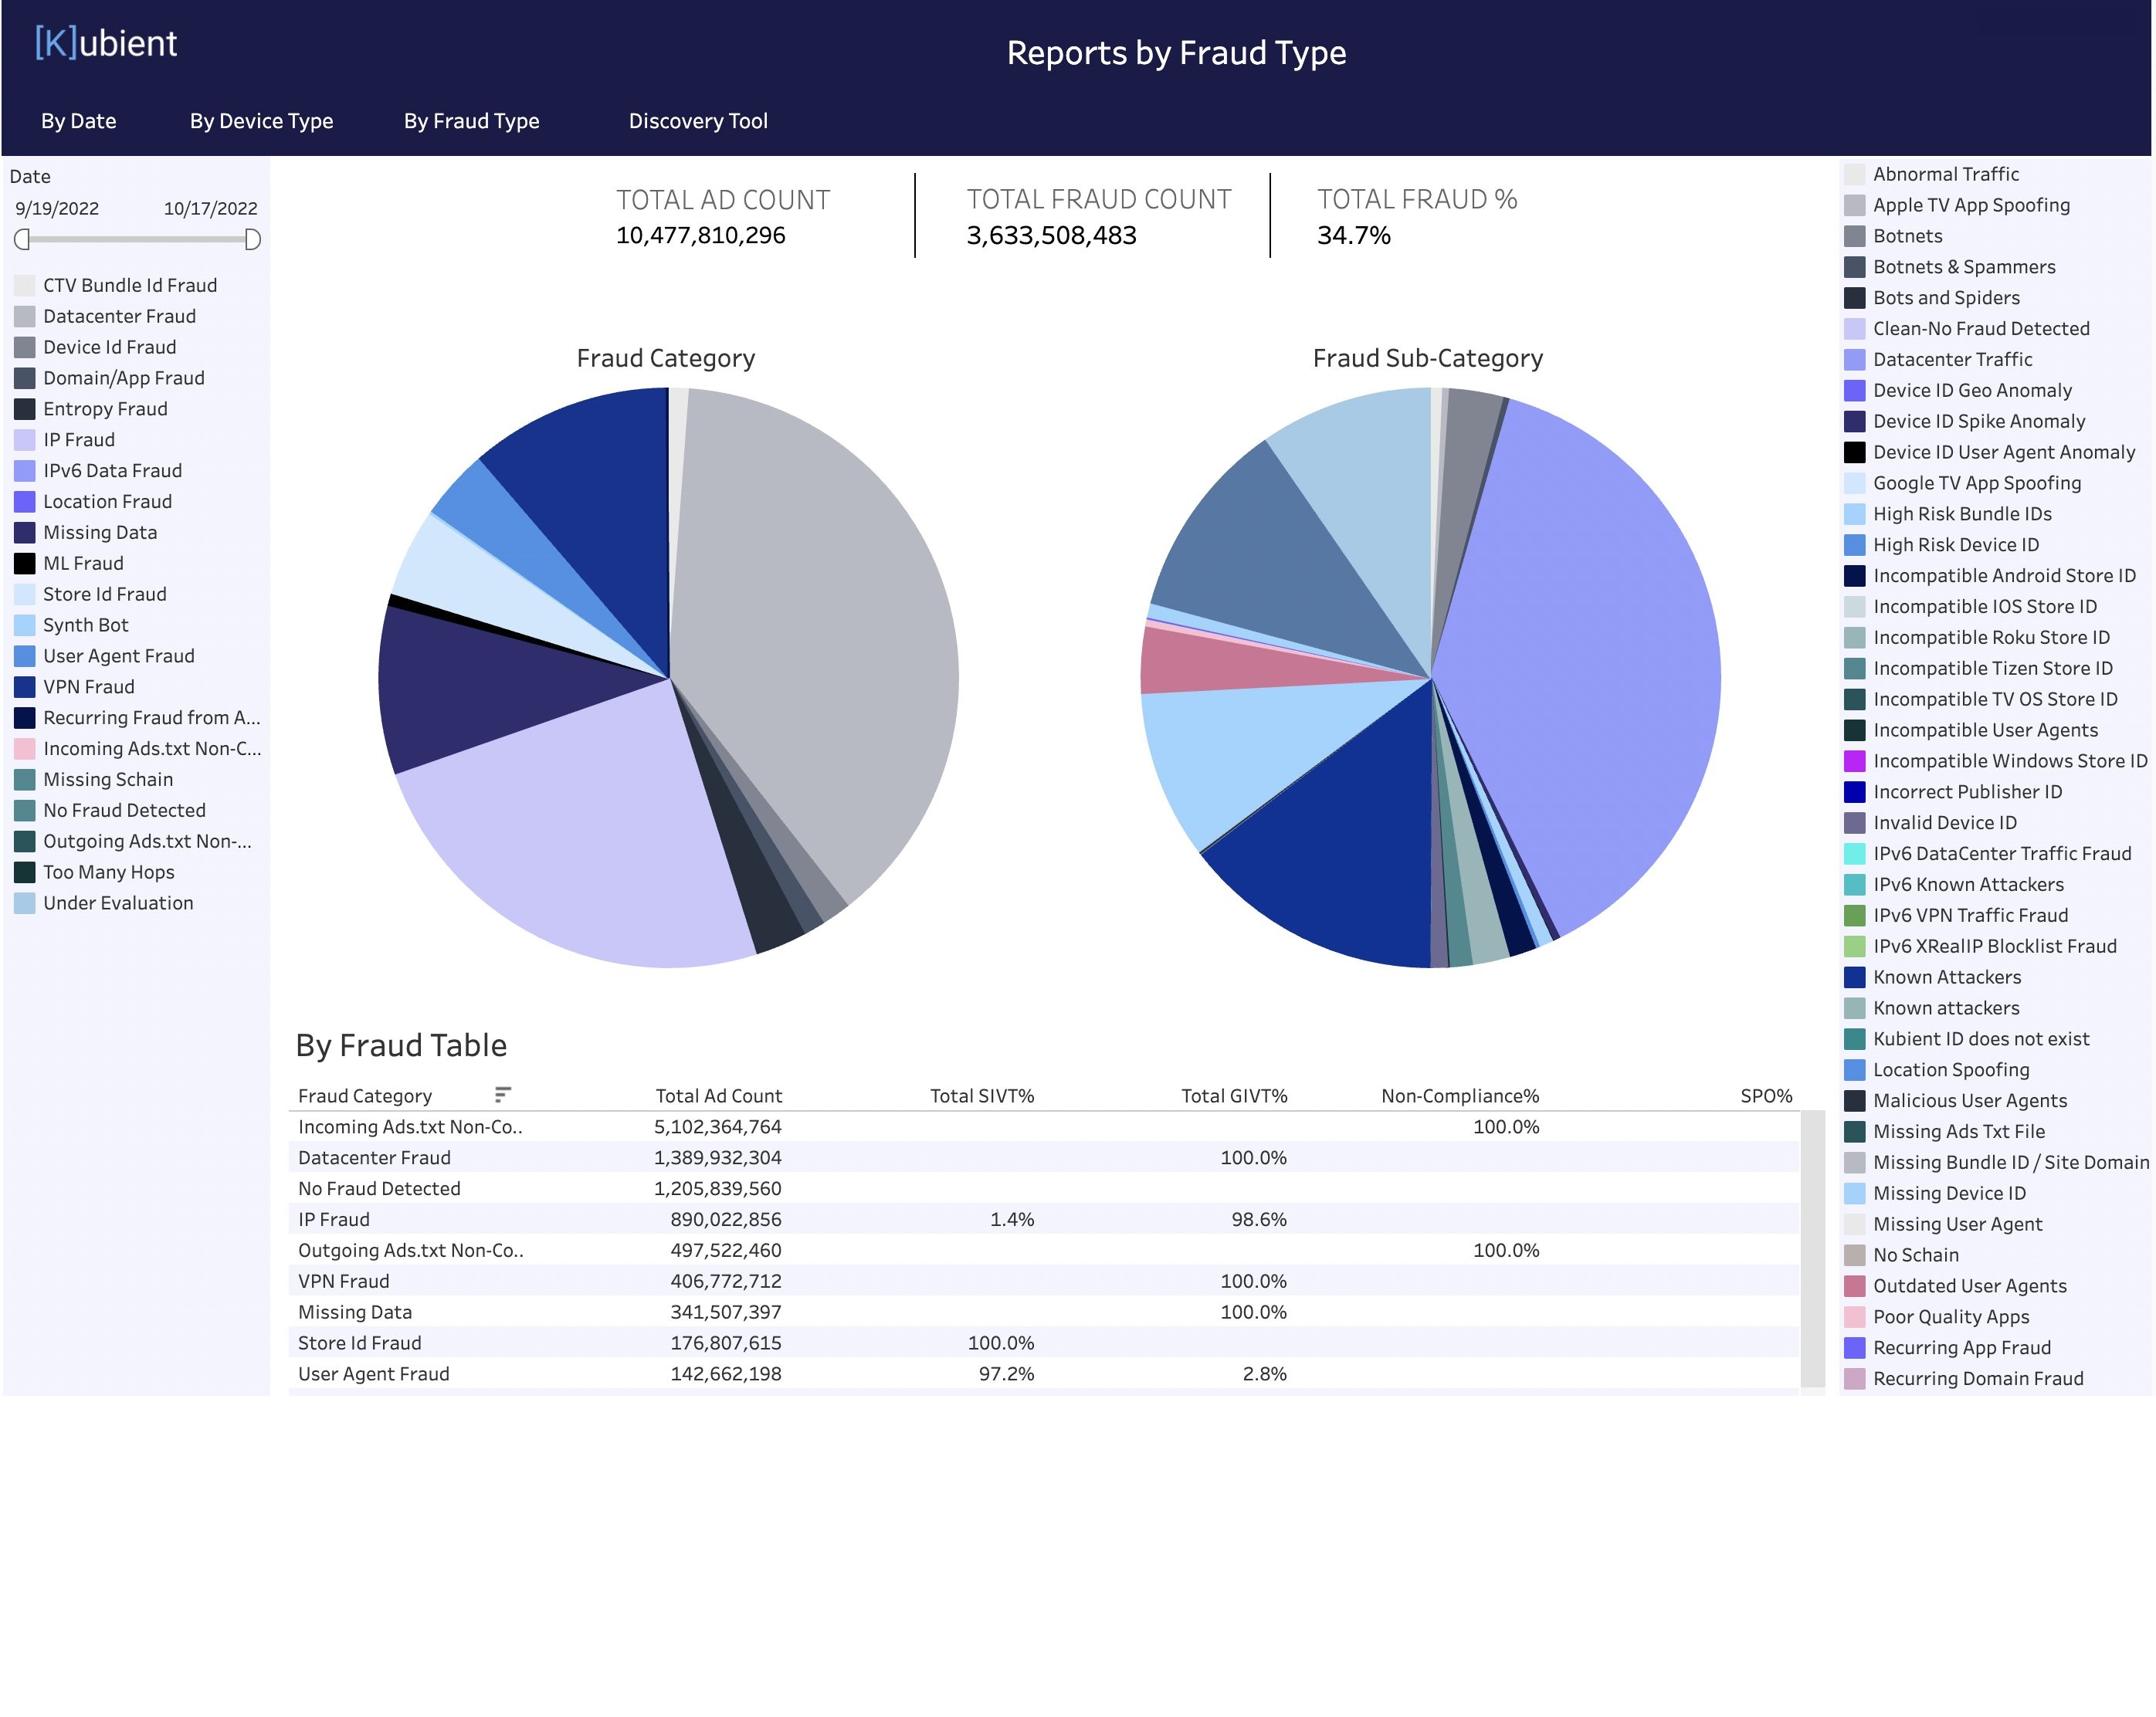 [K]ubient
Reports by Fraud Type
By Date
By Device Type
By Fraud Type
Discovery Tool
Date
9/19/2022
10/17/2022
CTV Bundle Id Fraud
Datacenter Fraud
Device Id Fraud
Domain/App Fraud
Entropy Fraud
IP Fraud
IPv6 Data Fraud
Location Fraud
Missing Data
ML Fraud
Store Id Fraud
Synth Bot
User Agent Fraud
VPN Fraud
Recurring Fraud from A...
Incoming Ads.txt Non-C...
Missing Schain
No Fraud Detected
Outgoing Ads.txt Non-...
Too Many Hops
Under Evaluation
TOTAL AD COUNT
10,477,810,296
TOTAL FRAUD COUNT
3,633,508,483
TOTAL FRAUD %
34.7%
Fraud Category
Fraud Sub-Category
By Fraud Table
Fraud Category Total Ad Count Total SIVT% Total GIVT% Non-Compliance% SPO%
Incoming Ads.txt Non-Co.. 5,102,364,764 100.0%
Datacenter Fraud 1,389,932,304 100.0%
No Fraud Detected 1,205,839,560
IP Fraud 890,022,856 1.4% 98.6%
Outgoing Ads.txt Non-Co.. 497,522,460 100.0%
VPN Fraud 406,772,712 100.0%
Missing Data 341,507,397 100.0%
Store Id Fraud 176,807,615 100.0%
User Agent Fraud 142,662,198 97.2% 2.8%
Abnormal Traffic
Apple TV App Spoofing
Botnets
Botnets & Spammers
Bots and Spiders
Clean-No Fraud Detected
Datacenter Traffic
Device ID Geo Anomaly
Device ID Spike Anomaly
Device ID User Agent Anomaly
Google TV App Spoofing
High Risk Bundle IDs
High Risk Device ID
Incompatible Android Store ID
Incompatible IOS Store ID
Incompatible Roku Store ID
Incompatible Tizen Store ID
Incompatible TV OS Store ID
Incompatible User Agents
Incompatible Windows Store ID
Incorrect Publisher ID
Invalid Device ID
IPv6 DataCenter Traffic Fraud
IPv6 Known Attackers
IPv6 VPN Traffic Fraud
IPv6 XRealIP Blocklist Fraud
Known Attackers
Known attackers
Kubient ID does not exist
Location Spoofing
Malicious User Agents
Missing Ads Txt File
Missing Bundle ID / Site Domain
Missing Device ID
Missing User Agent
No Schain
Outdated User Agents
Poor Quality Apps
Recurring App Fraud
Recurring Domain Fraud